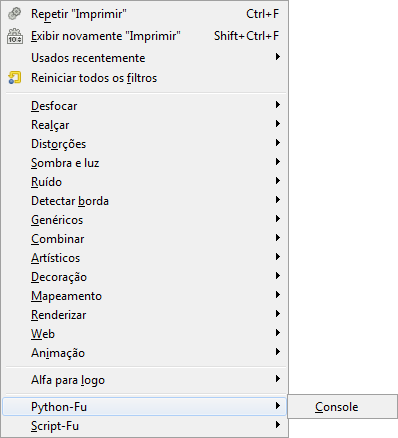 Repetir "Imprimir" Ctrl+F
Exibir novamente "Imprimir" Shift+Ctrl+F
Usados recentemente
Reiniciar todos os filtros
Desfocar
Realçar
Distorções
Sombra e luz
Ruído
Detectar borda
Genéricos
Combinar
Artísticos
Decoração
Mapeamento
Renderizar
Web
Animação
Alfa para logo
Python-Fu
Console
Script-Fu